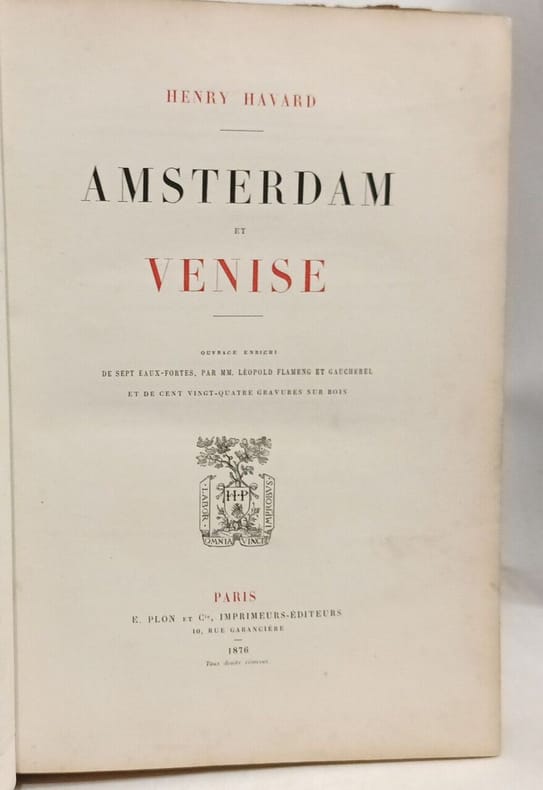 HENRY HAVARD
AMSTERDAM
ET
VENISE
OUVRAGE ENRICHI
DE SEPT EAUX-FORTES, PAR MM. LÉOPOLD FLAMENG ET GAUCHEREL
ET DE CENT VINGT-QUATRE GRAVURES SUR BOIS
H·P
LABOR
OMNIA VINCIT
IMPROBVS
PARIS
E. PLON ET Cie, IMPRIMEURS-ÉDITEURS
10, RUE GARANCIÈRE
1876
Tous droits réservés